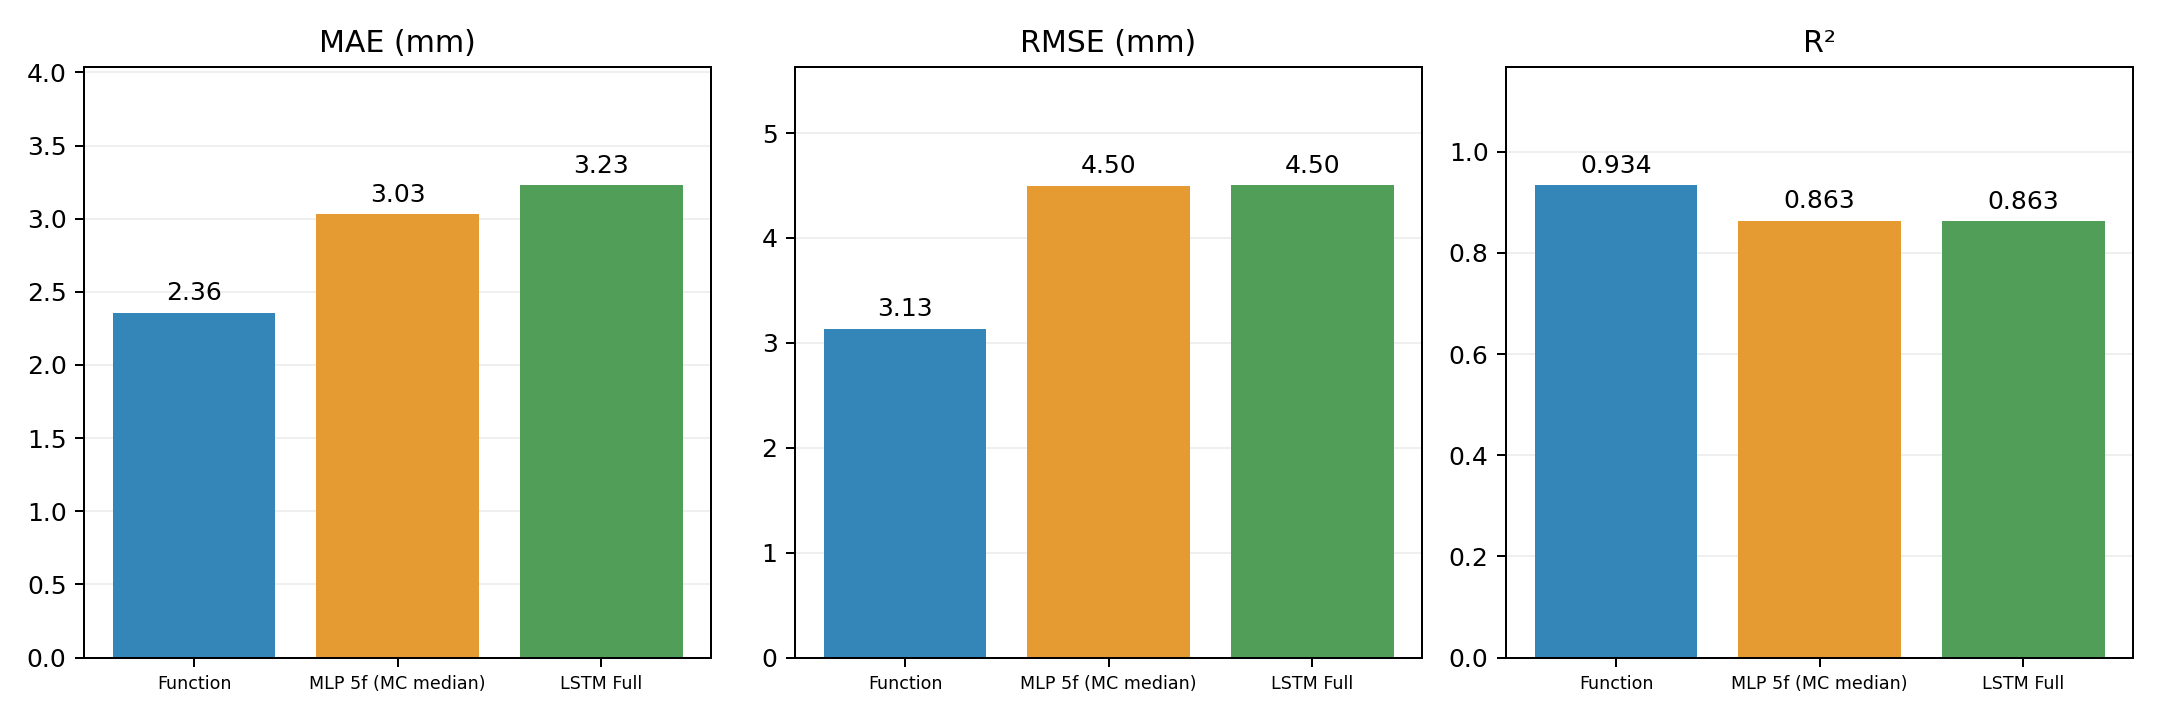 MAE (mm)
4.0
3.5
3.0
2.5
2.0
1.5
1.0
0.5
0.0
2.36
3.03
3.23
Function
MLP 5f (MC median)
LSTM Full
RMSE (mm)
5
4
3
2
1
0
3.13
4.50
4.50
Function
MLP 5f (MC median)
LSTM Full
R²
1.0
0.8
0.6
0.4
0.2
0.0
0.934
0.863
0.863
Function
MLP 5f (MC median)
LSTM Full